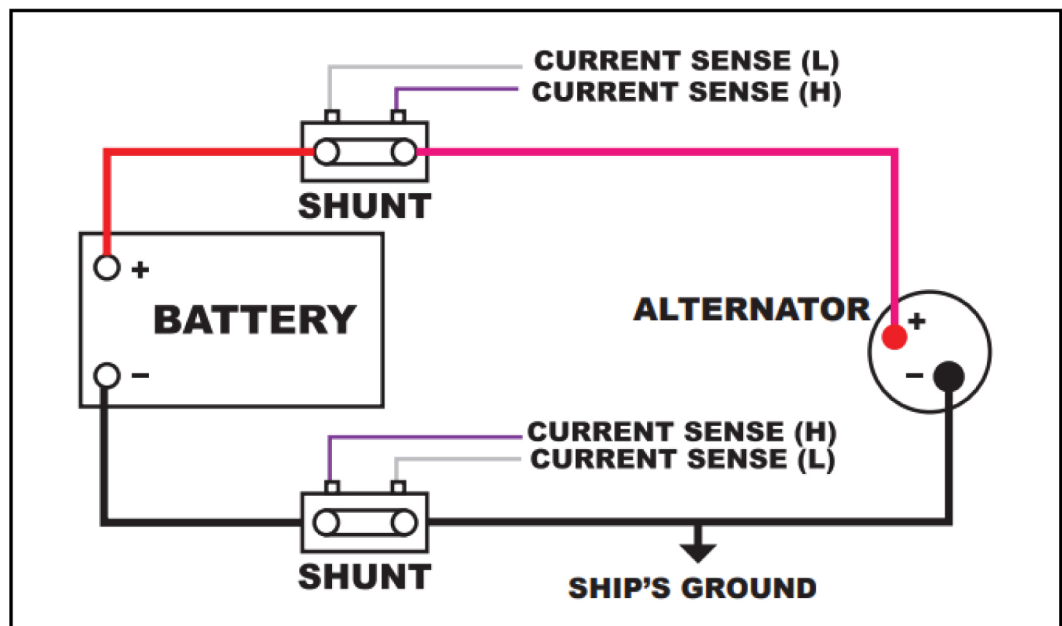 CURRENT SENSE (L)
CURRENT SENSE (H)
SHUNT
+
BATTERY
-
ALTERNATOR
+
-
CURRENT SENSE (H)
CURRENT SENSE (L)
SHUNT
SHIP'S GROUND